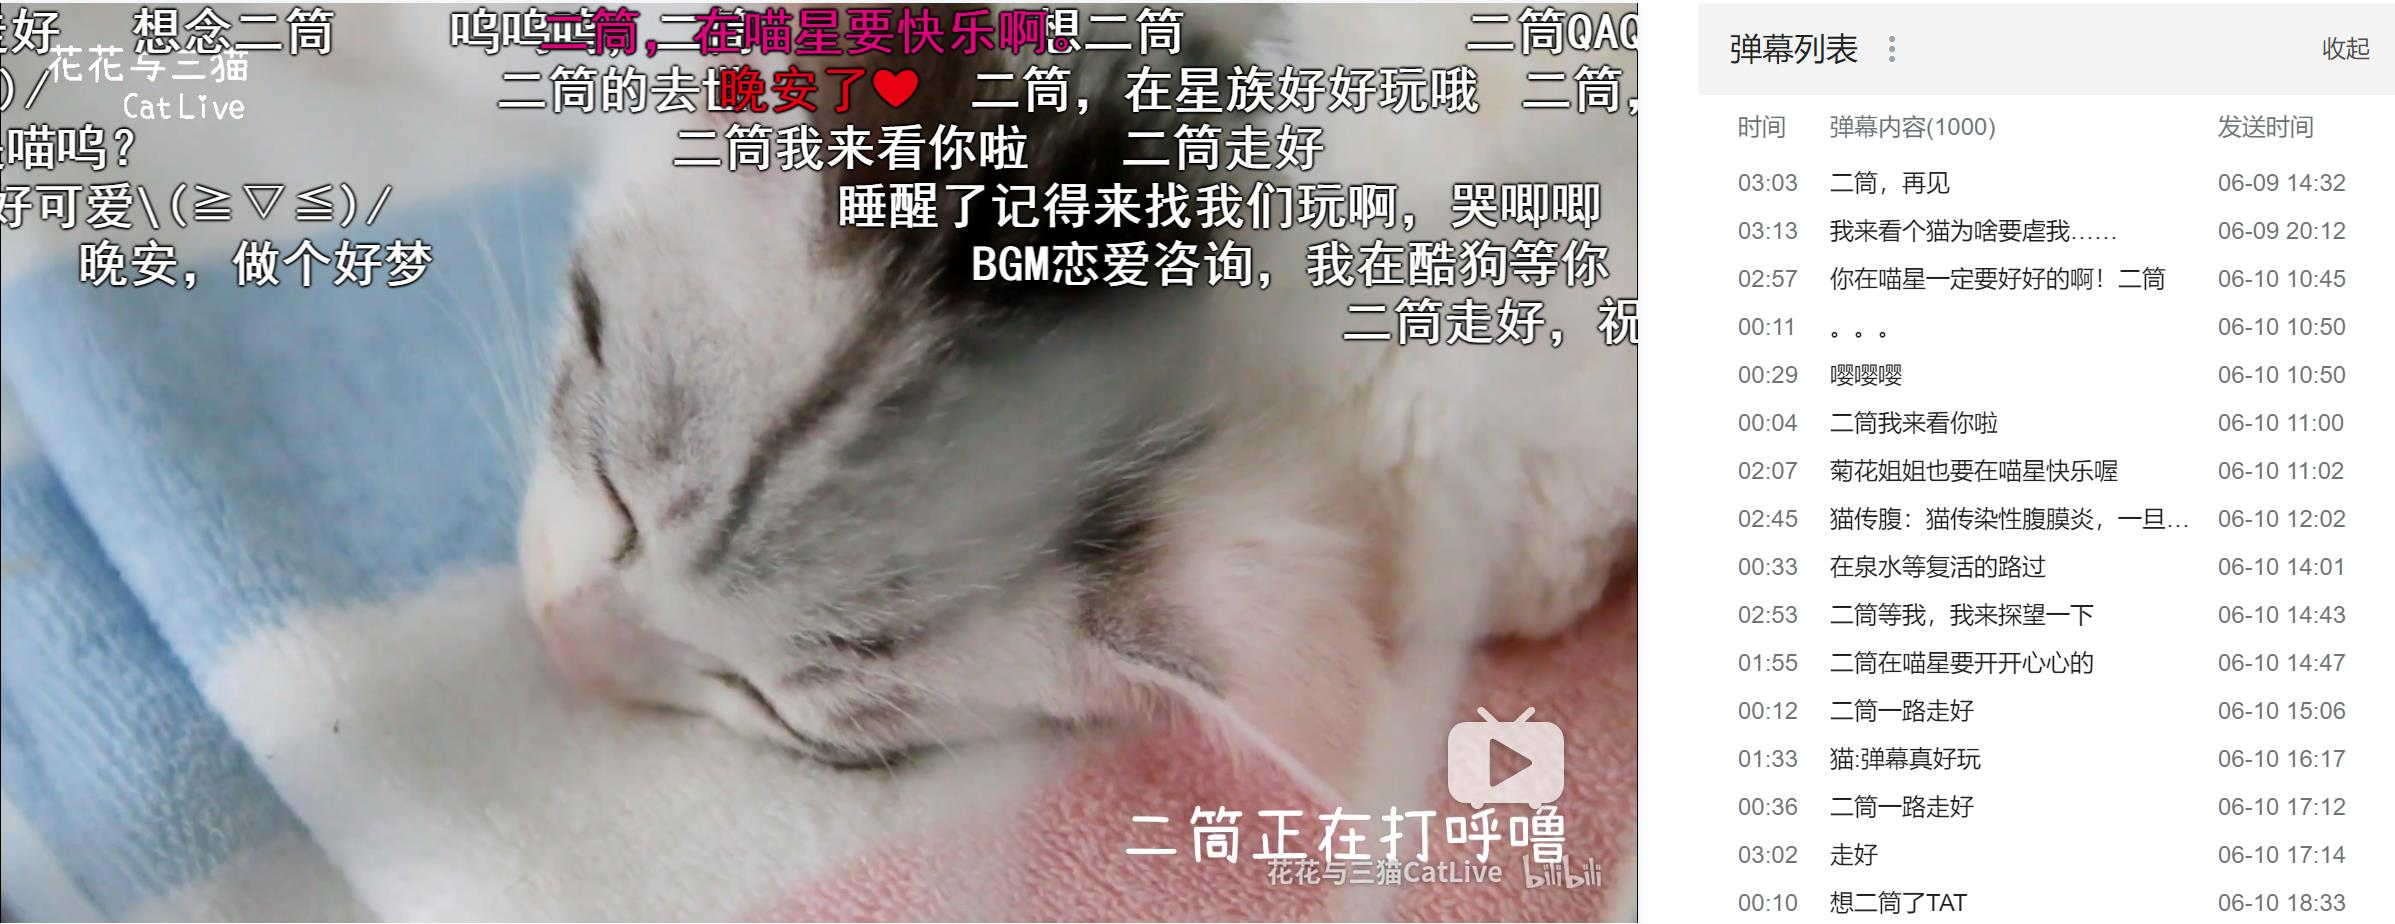 走好 想念二筒 呜呜呜，二筒 想二筒 二筒QAQ
二筒，在喵星要快乐啊。
花花与三猫
CatLive
)/ 二筒的去世 晚安了❤ 二筒，在星族好好玩哦 二筒，
喵呜？ 二筒我来看你啦 二筒走好
好可爱\(≧▽≦)/ 睡醒了记得来找我们玩啊，哭唧唧
晚安，做个好梦 BGM恋爱咨询，我在酷狗等你
二筒走好，祝
二筒正在打呼噜
花花与三猫CatLive bilibili
弹幕列表 收起
时间 弹幕内容(1000) 发送时间
03:03 二筒，再见 06-09 14:32
03:13 我来看个猫为啥要虐我…… 06-09 20:12
02:57 你在喵星一定要好好的啊！二筒 06-10 10:45
00:11 。。。 06-10 10:50
00:29 嘤嘤嘤 06-10 10:50
00:04 二筒我来看你啦 06-10 11:00
02:07 菊花姐姐也要在喵星快乐喔 06-10 11:02
02:45 猫传腹：猫传染性腹膜炎，一旦… 06-10 12:02
00:33 在泉水等复活的路过 06-10 14:01
02:53 二筒等我，我来探望一下 06-10 14:43
01:55 二筒在喵星要开开心心的 06-10 14:47
00:12 二筒一路走好 06-10 15:06
01:33 猫:弹幕真好玩 06-10 16:17
00:36 二筒一路走好 06-10 17:12
03:02 走好 06-10 17:14
00:10 想二筒了TAT 06-10 18:33